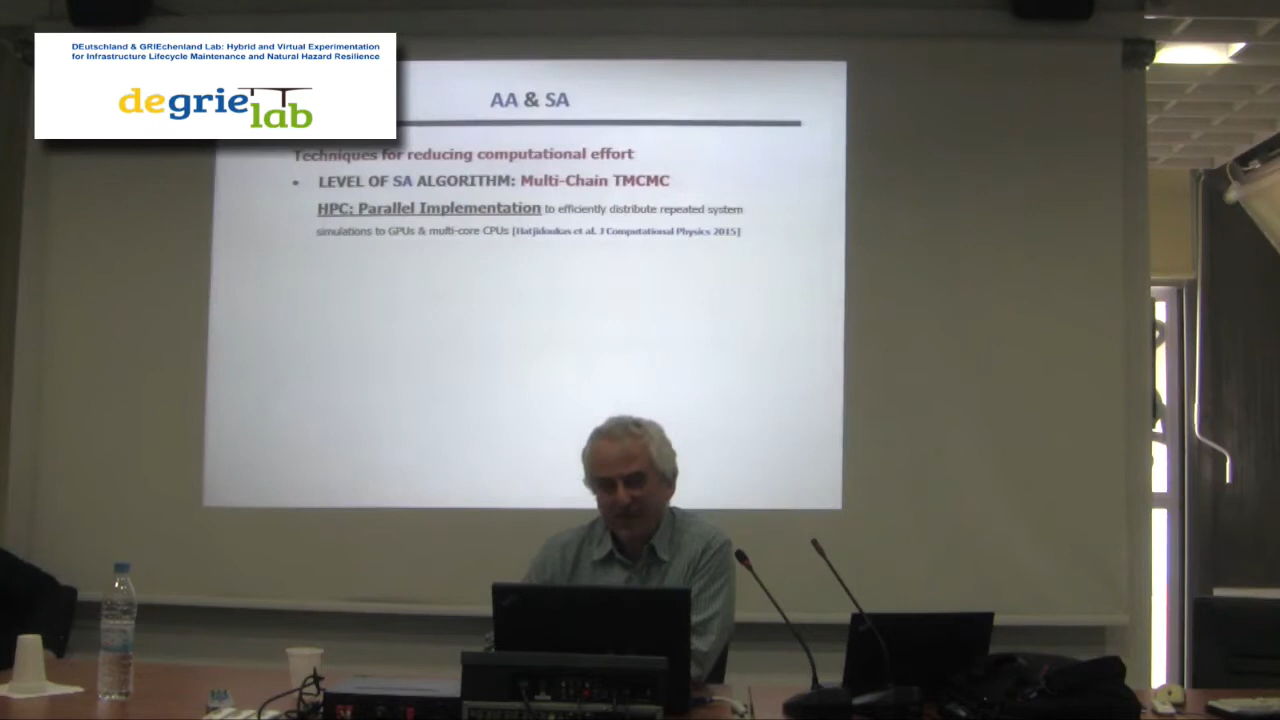 DEutschland & GRIEchenland Lab: Hybrid and Virtual Experimentation
for Infrastructure Lifecycle Maintenance and Natural Hazard Resilience
degrie lab
AA & SA
Techniques for reducing computational effort
• LEVEL OF SA ALGORITHM: Multi-Chain TMCMC
HPC: Parallel Implementation to efficiently distribute repeated system
simulations to GPUs & multi-core CPUs [Hatjidoukas et al. J Computational Physics 2015]